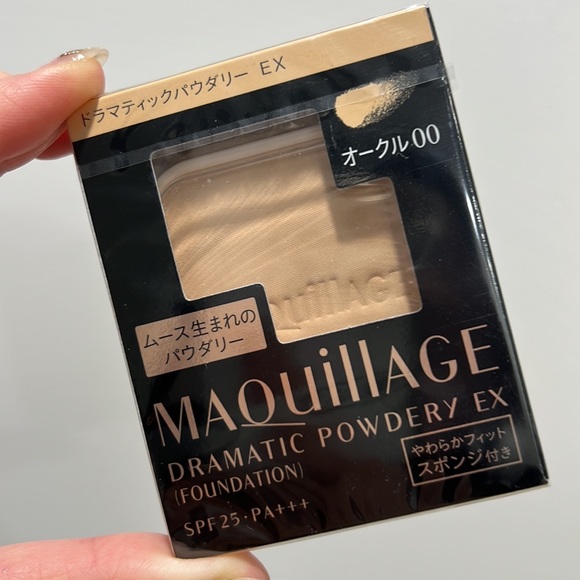 ドラマティックパウダリー EX
オークル00
QuillAGE
ムース生まれの
パウダリー
MAQuillAGE
DRAMATIC POWDERY EX
(FOUNDATION)
SPF25・PA+++
やわらかフィット
スポンジ付き